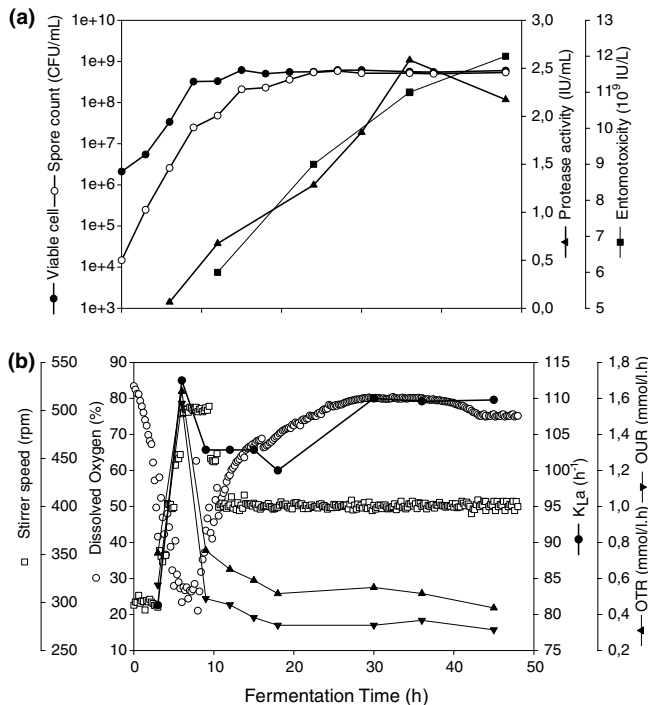 (a)
Viable cell
Spore count (CFU/mL)
1e+10
1e+9
1e+8
1e+7
1e+6
1e+5
1e+4
1e+3
3,0
2,5
2,0
1,5
1,0
0,5
0,0
Protease activity (IU/mL)
12
11
10
9
8
7
6
5
Entomotoxicity (10⁹ IU/L)
(b)
Stirrer speed (rpm)
550
500
450
400
350
300
250
Dissolved Oxygen (%)
90
80
70
60
50
40
30
20
10
115
110
105
100
95
90
85
80
75
KLa (h⁻¹)
1,8
1,6
1,4
1,2
1,0
0,8
0,6
0,4
0,2
OTR (mmol/l.h)
OUR (mmol/l.h)
0
10
20
30
40
50
Fermentation Time (h)